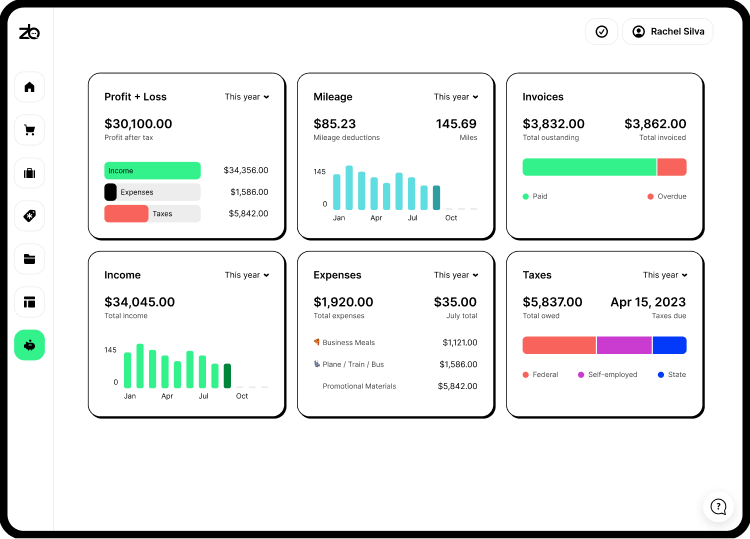 zb
Rachel Silva
Profit + Loss
This year
$30,100.00
Profit after tax
Income $34,356.00
Expenses $1,586.00
Taxes $5,842.00
Mileage
This year
$85.23 145.69
Mileage deductions Miles
145
0
Jan Apr Jul Oct
Invoices
$3,832.00 $3,862.00
Total oustanding Total invoiced
Paid Overdue
Income
This year
$34,045.00
Total income
145
0
Jan Apr Jul Oct
Expenses
This year
$1,920.00 $35.00
Total expenses July total
Business Meals $1,121.00
Plane / Train / Bus $1,586.00
Promotional Materials $5,842.00
Taxes
This year
$5,837.00 Apr 15, 2023
Total owed Taxes due
Federal Self-employed State
?